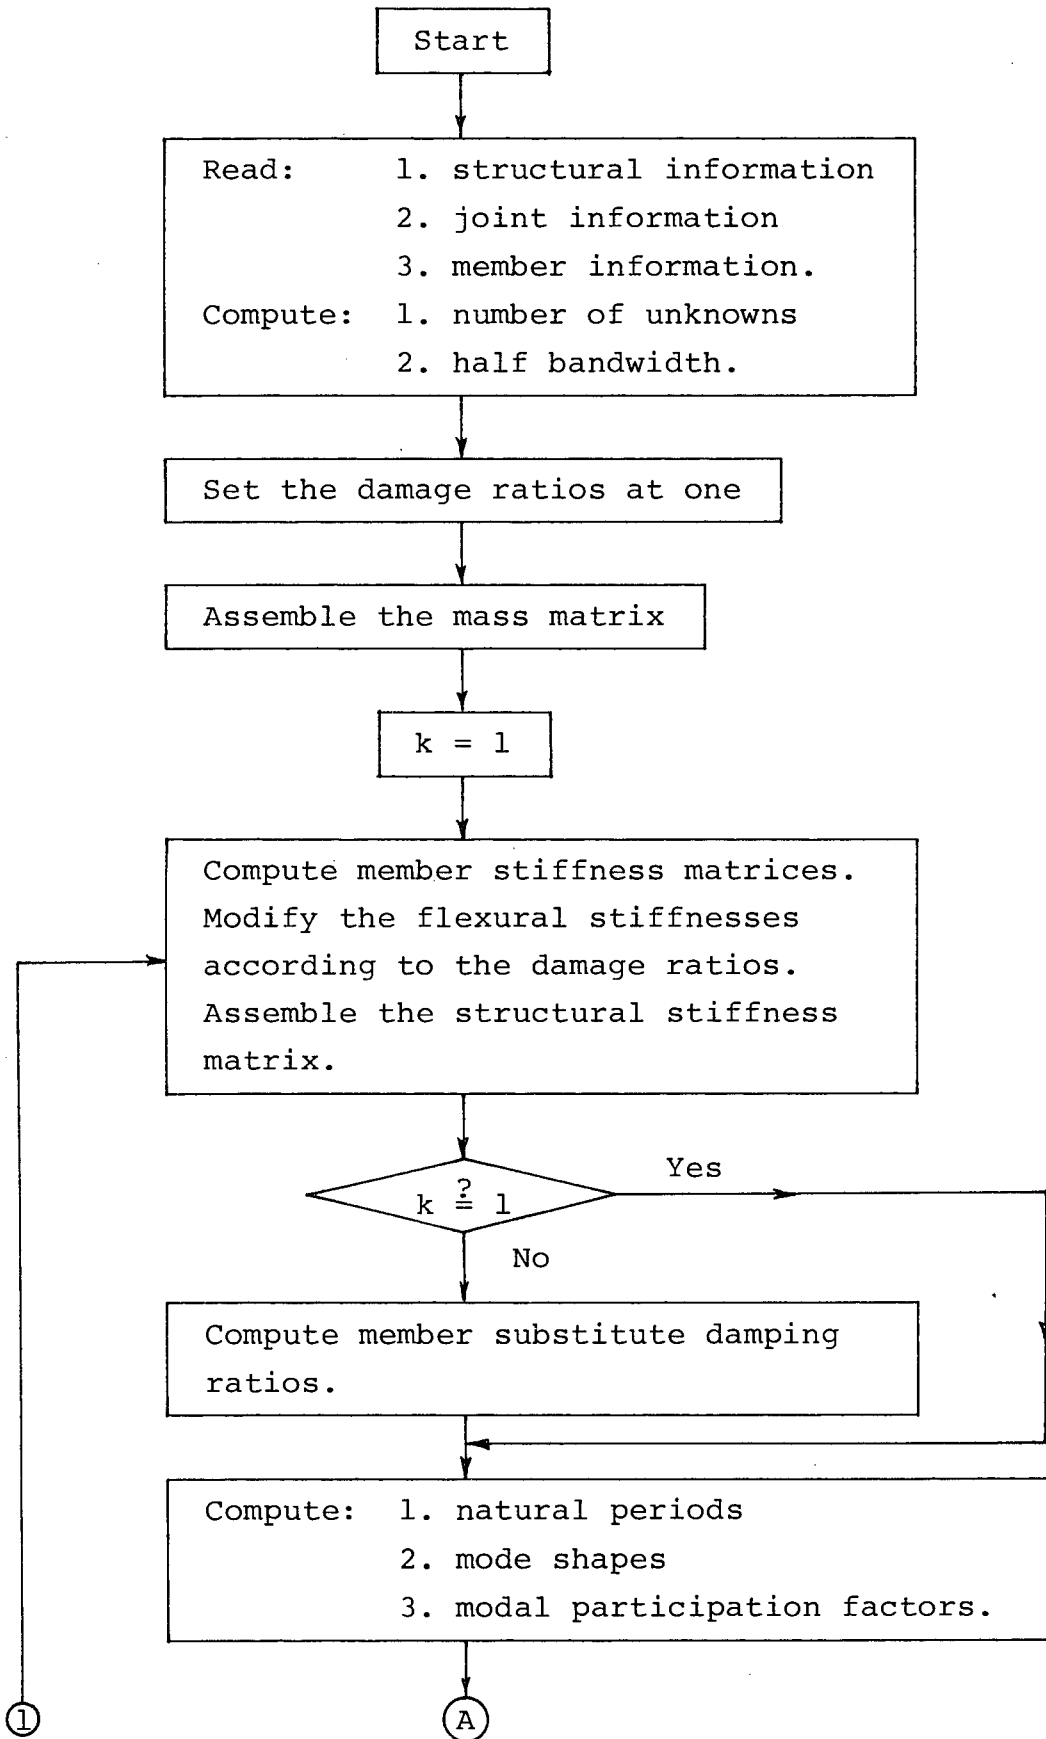 Start
Read: 1. structural information
2. joint information
3. member information.
Compute: 1. number of unknowns
2. half bandwidth.
Set the damage ratios at one
Assemble the mass matrix
k = 1
Compute member stiffness matrices.
Modify the flexural stiffnesses
according to the damage ratios.
Assemble the structural stiffness
matrix.
Yes
k ≟ 1
No
Compute member substitute damping
ratios.
Compute: 1. natural periods
2. mode shapes
3. modal participation factors.
1
A